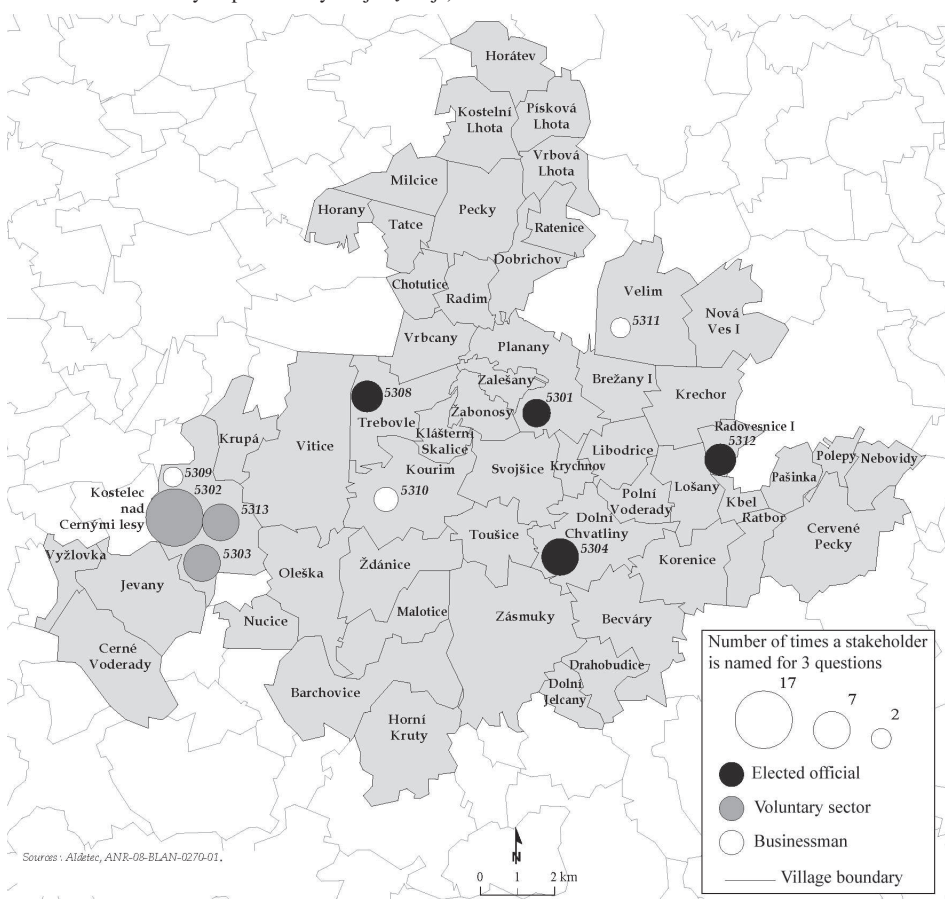 Horátev
Kostelní
Lhota
Písková
Lhota
Vrbová
Lhota
Milcice
Horany
Tatce
Pecky
Ratenice
Dobrichov
Chotutice
Radim
Velim
5311
Nová
Ves I
Vrbcany
Planany
Zalešany
Brežany I
Krechor
5308
5301
Trebovle
Žabonosy
Klášterní
Skalice
Radovesnice I
5312
Krupá
Vitice
Kourim
5310
Svojšice
Krychnov
Libodrice
Lošany
Polepy
Nebovidy
Pašinka
5309
5302
Kostelec
nad
Cernými lesy
5313
5303
Polní
Voderady
Kbel
Ratbor
Cervené
Pecky
Toušice
Dolní
Chvatliny
5304
Korenice
Vyžlovka
Jevany
Oleška
Ždánice
Nucice
Malotice
Zásmuky
Becváry
Cerné
Voderady
Drahobudice
Dolní
Jelcany
Barchovice
Horní
Kruty
Number of times a stakeholder
is named for 3 questions
17
7
2
Elected official
Voluntary sector
Businessman
Village boundary
Sources : AIdetec, ANR-08-BLAN-0270-01.
N
0 1 2 km